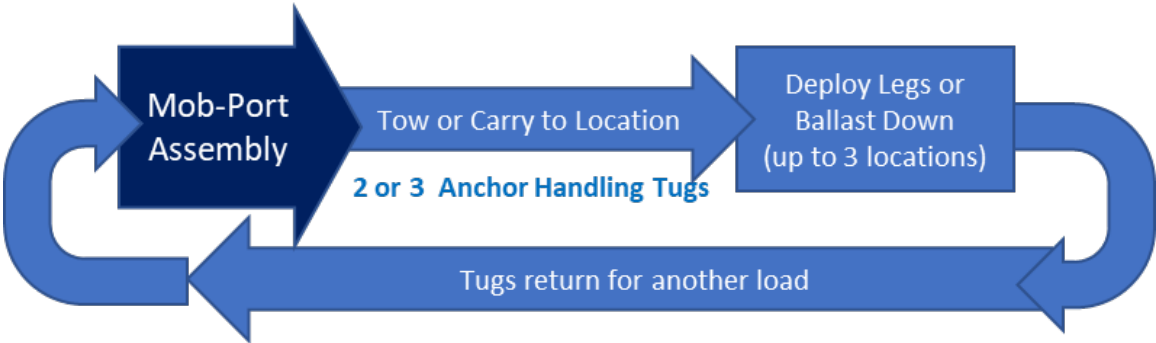 Mob-Port
Assembly
Tow or Carry to Location
2 or 3 Anchor Handling Tugs
Deploy Legs or
Ballast Down
(up to 3 locations)
Tugs return for another load